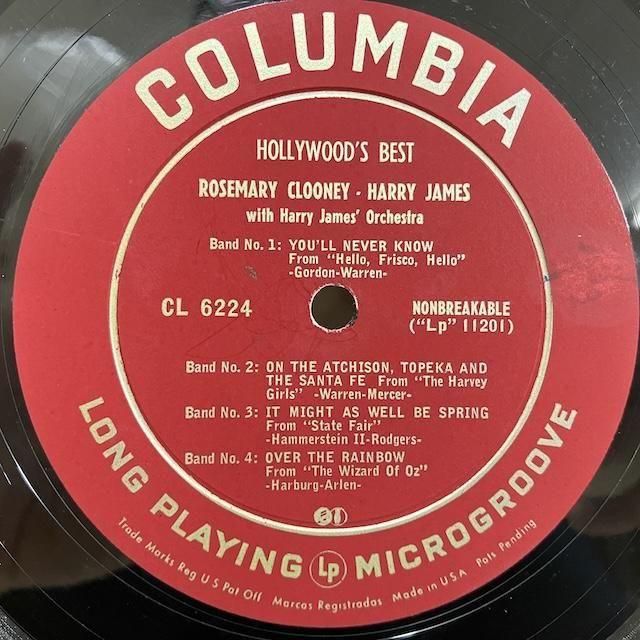 COLUMBIA
HOLLYWOOD'S BEST
ROSEMARY CLOONEY - HARRY JAMES
with Harry James' Orchestra
Band No. 1: YOU'LL NEVER KNOW
From "Hello, Frisco, Hello"
-Gordon-Warren-
CL 6224
NONBREAKABLE
("Lp" 11201)
Band No. 2: ON THE ATCHISON, TOPEKA AND
THE SANTA FE From "The Harvey
Girls" -Warren-Mercer-
Band No. 3: IT MIGHT AS WELL BE SPRING
From "State Fair"
-Hammerstein II-Rodgers-
Band No. 4: OVER THE RAINBOW
From "The Wizard Of Oz"
-Harburg-Arlen-
LONG PLAYING Lp MICROGROOVE
Trade Marks Reg U S Pat Off Marcas Registradas Made in U.S.A Pats Pending